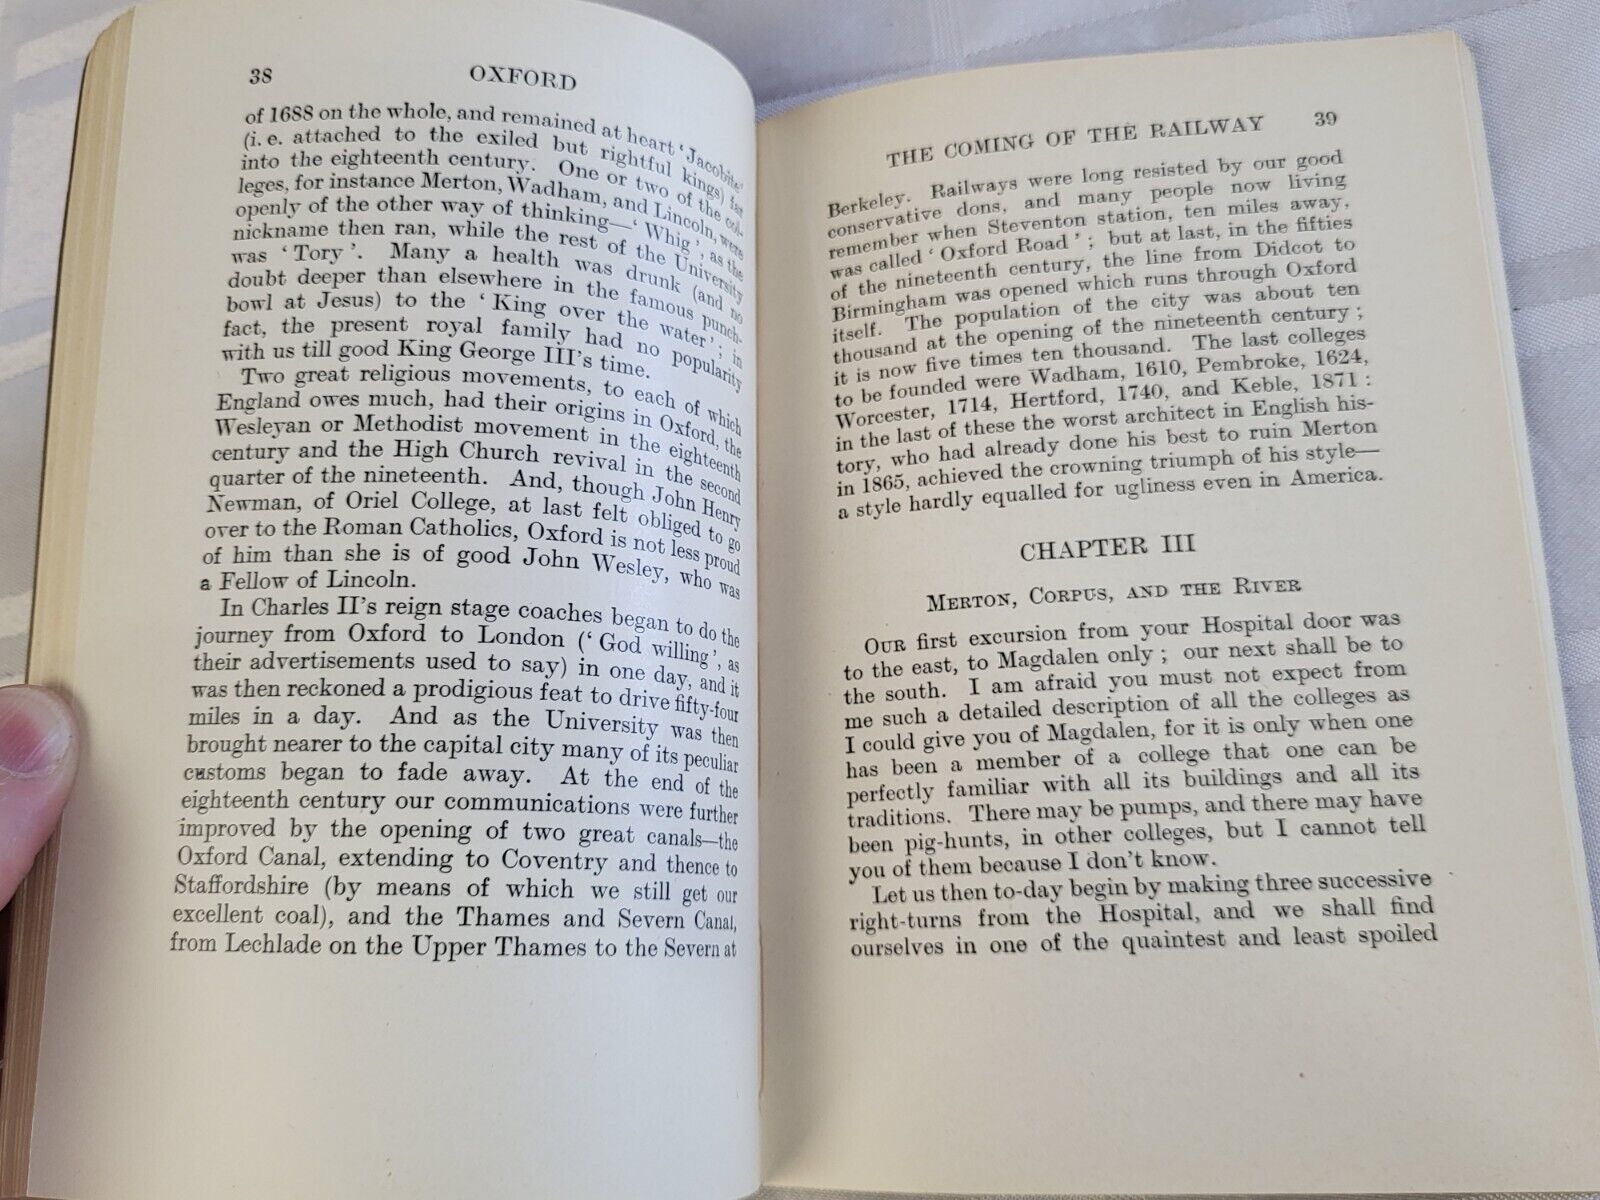 38 OXFORD
of 1688 on the whole, and remained at heart ‘Jacobite’
(i. e. attached to the exiled but rightful kings) far
into the eighteenth century. One or two of the col-
leges, for instance Merton, Wadham, and Lincoln, were
openly of the other way of thinking—‘Whig’, as the
nickname then ran, while the rest of the University
was ‘Tory’. Many a health was drunk (and no
doubt deeper than elsewhere in the famous punch-
bowl at Jesus) to the ‘King over the water’; in
fact, the present royal family had no popularity
with us till good King George III's time.
Two great religious movements, to each of which
England owes much, had their origins in Oxford, the
Wesleyan or Methodist movement in the eighteenth
century and the High Church revival in the second
quarter of the nineteenth. And, though John Henry
Newman, of Oriel College, at last felt obliged to go
over to the Roman Catholics, Oxford is not less proud
of him than she is of good John Wesley, who was
a Fellow of Lincoln.
In Charles II's reign stage coaches began to do the
journey from Oxford to London (‘God willing’, as
their advertisements used to say) in one day, and it
was then reckoned a prodigious feat to drive fifty-four
miles in a day. And as the University was then
brought nearer to the capital city many of its peculiar
customs began to fade away. At the end of the
eighteenth century our communications were further
improved by the opening of two great canals—the
Oxford Canal, extending to Coventry and thence to
Staffordshire (by means of which we still get our
excellent coal), and the Thames and Severn Canal,
from Lechlade on the Upper Thames to the Severn at
THE COMING OF THE RAILWAY 39
Berkeley. Railways were long resisted by our good
conservative dons, and many people now living
remember when Steventon station, ten miles away,
was called ‘Oxford Road’; but at last, in the fifties
of the nineteenth century, the line from Didcot to
Birmingham was opened which runs through Oxford
itself. The population of the city was about ten
thousand at the opening of the nineteenth century;
it is now five times ten thousand. The last colleges
to be founded were Wadham, 1610, Pembroke, 1624,
Worcester, 1714, Hertford, 1740, and Keble, 1871:
in the last of these the worst architect in English his-
tory, who had already done his best to ruin Merton
in 1865, achieved the crowning triumph of his style—
a style hardly equalled for ugliness even in America.
CHAPTER III
MERTON, CORPUS, AND THE RIVER
OUR first excursion from your Hospital door was
to the east, to Magdalen only; our next shall be to
the south. I am afraid you must not expect from
me such a detailed description of all the colleges as
I could give you of Magdalen, for it is only when one
has been a member of a college that one can be
perfectly familiar with all its buildings and all its
traditions. There may be pumps, and there may have
been pig-hunts, in other colleges, but I cannot tell
you of them because I don't know.
Let us then to-day begin by making three successive
right-turns from the Hospital, and we shall find
ourselves in one of the quaintest and least spoiled